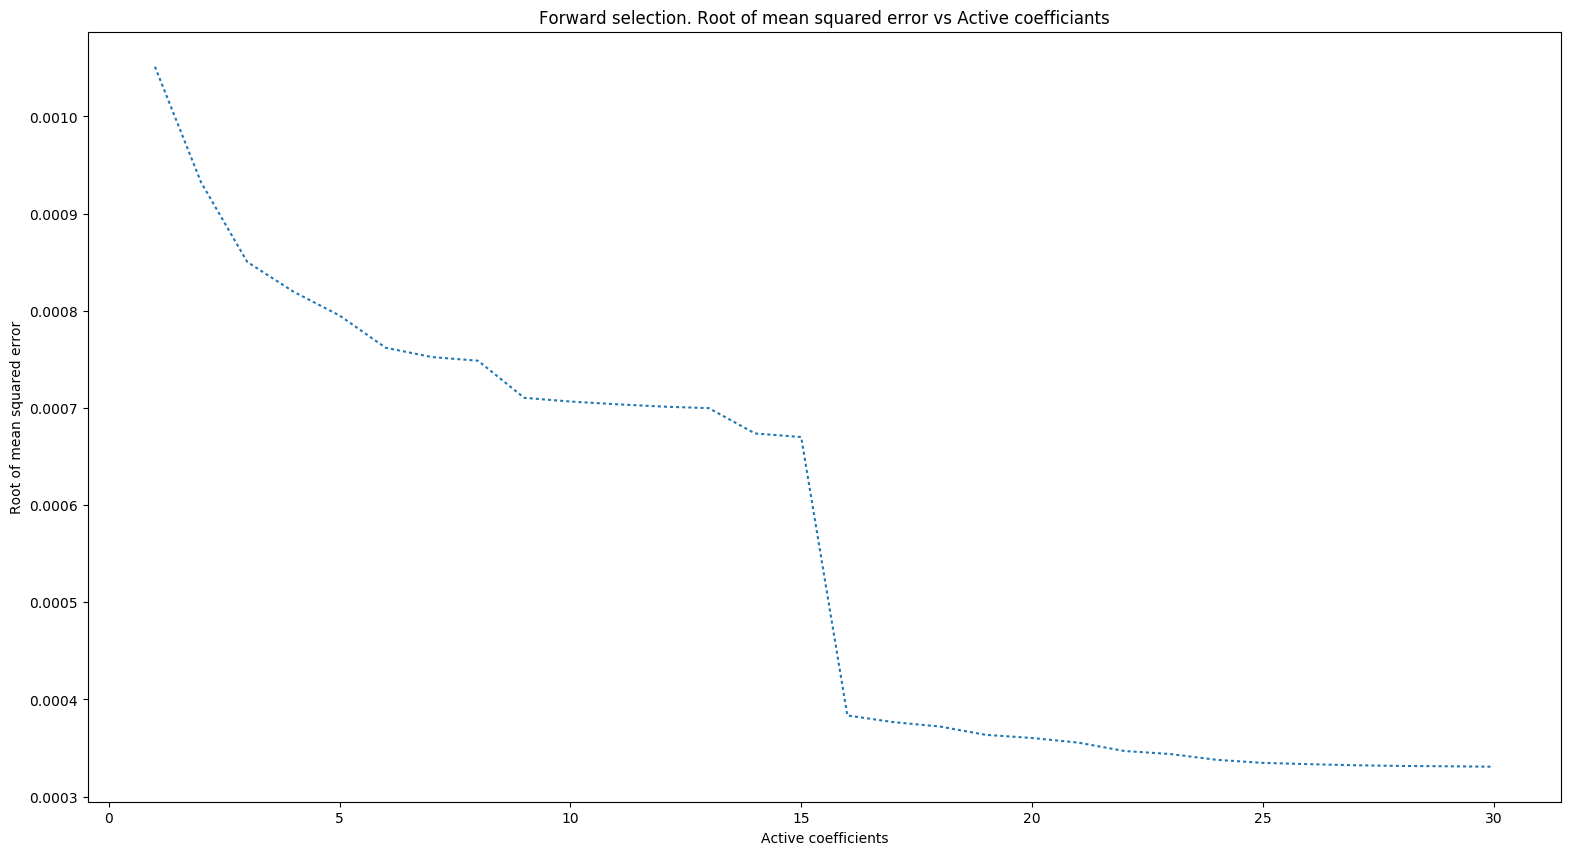 Forward selection. Root of mean squared error vs Active coefficiants
Root of mean squared error
0.0010
0.0009
0.0008
0.0007
0.0006
0.0005
0.0004
0.0003
0 5 10 15 20 25 30
Active coefficients